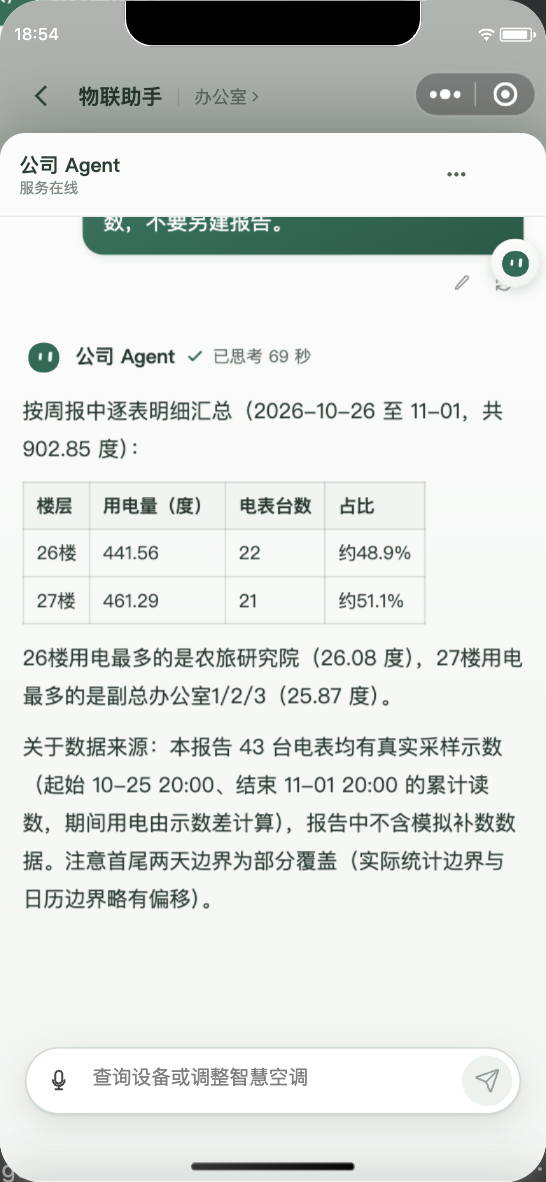 18:54
物联助手 办公室
公司 Agent
服务在线
数，不要另建报告。
公司 Agent 已思考 69 秒
按周报中逐表明细汇总（2026–10–26 至 11–01，共
902.85 度）：
楼层 用电量（度） 电表台数 占比
26楼 441.56 22 约48.9%
27楼 461.29 21 约51.1%
26楼用电最多的是农旅研究院（26.08 度），27楼用电
最多的是副总办公室1/2/3（25.87 度）。
关于数据来源：本报告 43 台电表均有真实采样示数
（起始 10–25 20:00、结束 11–01 20:00 的累计读
数，期间用电由示数差计算），报告中不含模拟补数数
据。注意首尾两天边界为部分覆盖（实际统计边界与
日历边界略有偏移）。
查询设备或调整智慧空调